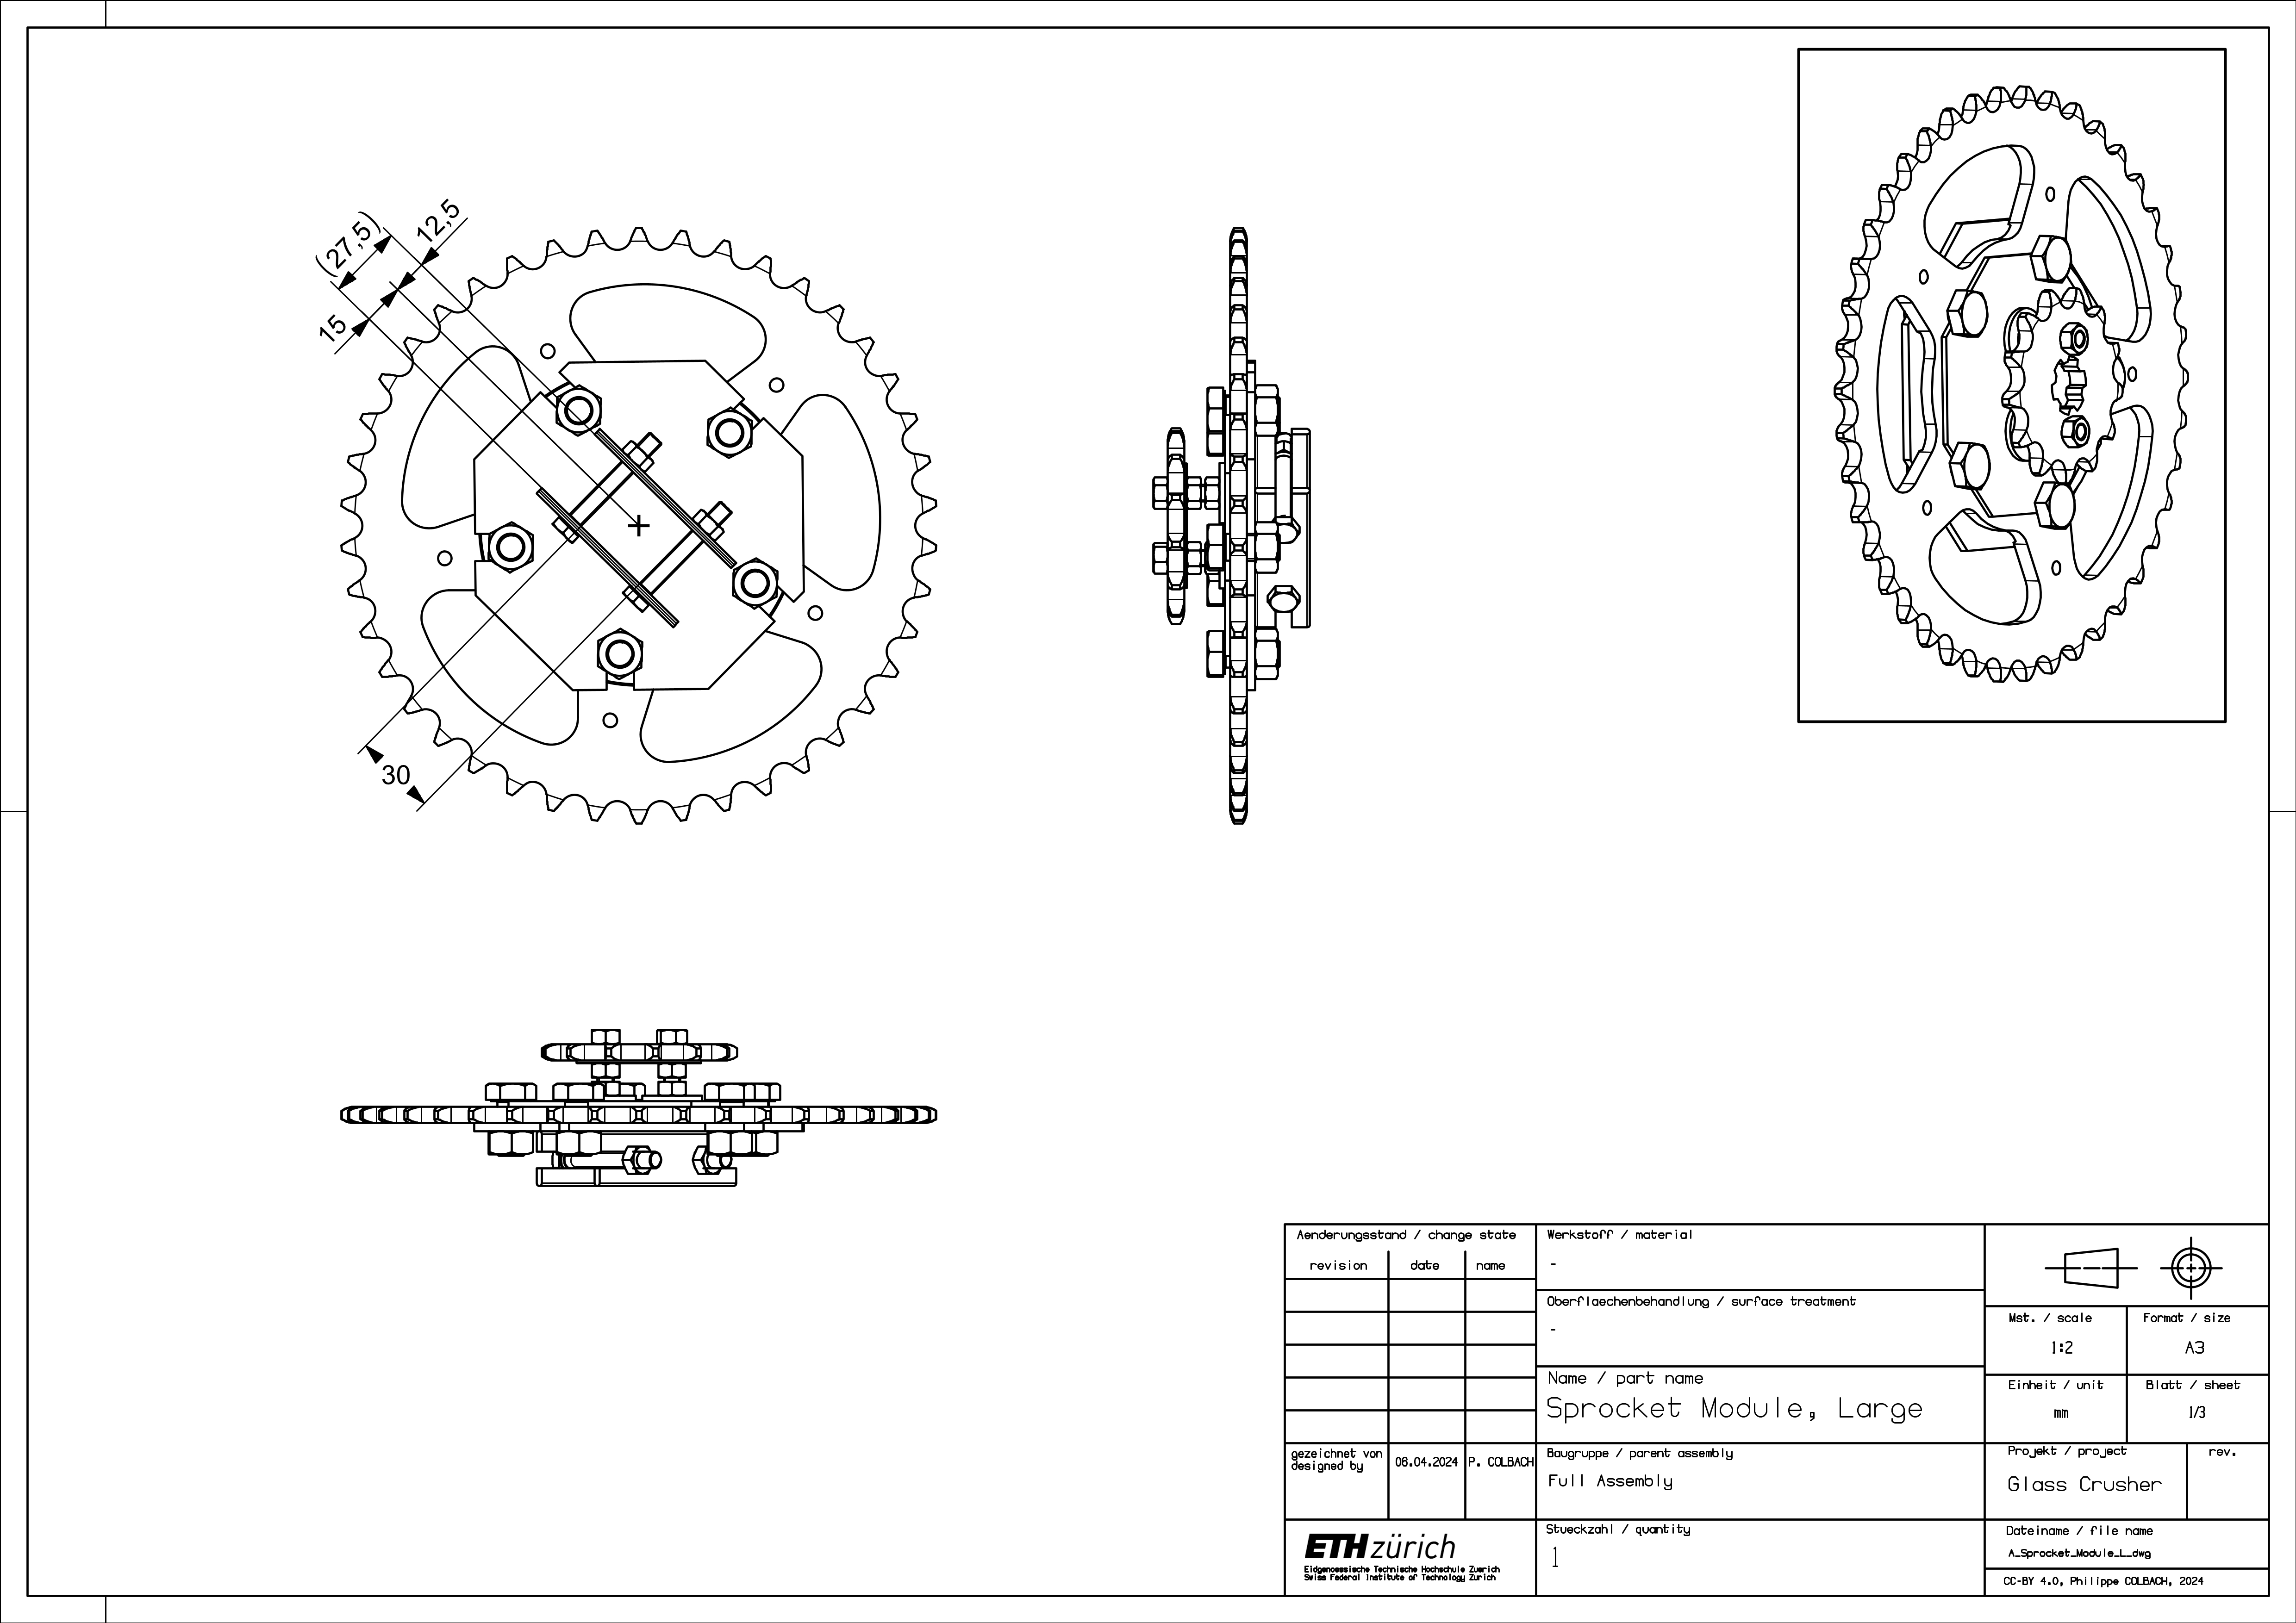 12,5
(27,5)
15
30
Aenderungsstand / change state
revision date name
Werkstoff / material
-
Oberflaechenbehandlung / surface treatment
-
Mst. / scale
1:2
Format / size
A3
Name / part name
Sprocket Module, Large
Einheit / unit
mm
Blatt / sheet
1/3
gezeichnet von
designed by
06.04.2024
P. COLBACH
Baugruppe / parent assembly
Full Assembly
Projekt / project
Glass Crusher
rev.
ETH zürich
Eidgenoessische Technische Hochschule Zuerich
Swiss Federal Institute of Technology Zurich
Stueckzahl / quantity
1
Dateiname / file name
A_Sprocket_Module_L_dwg
CC-BY 4.0, Philippe COLBACH, 2024